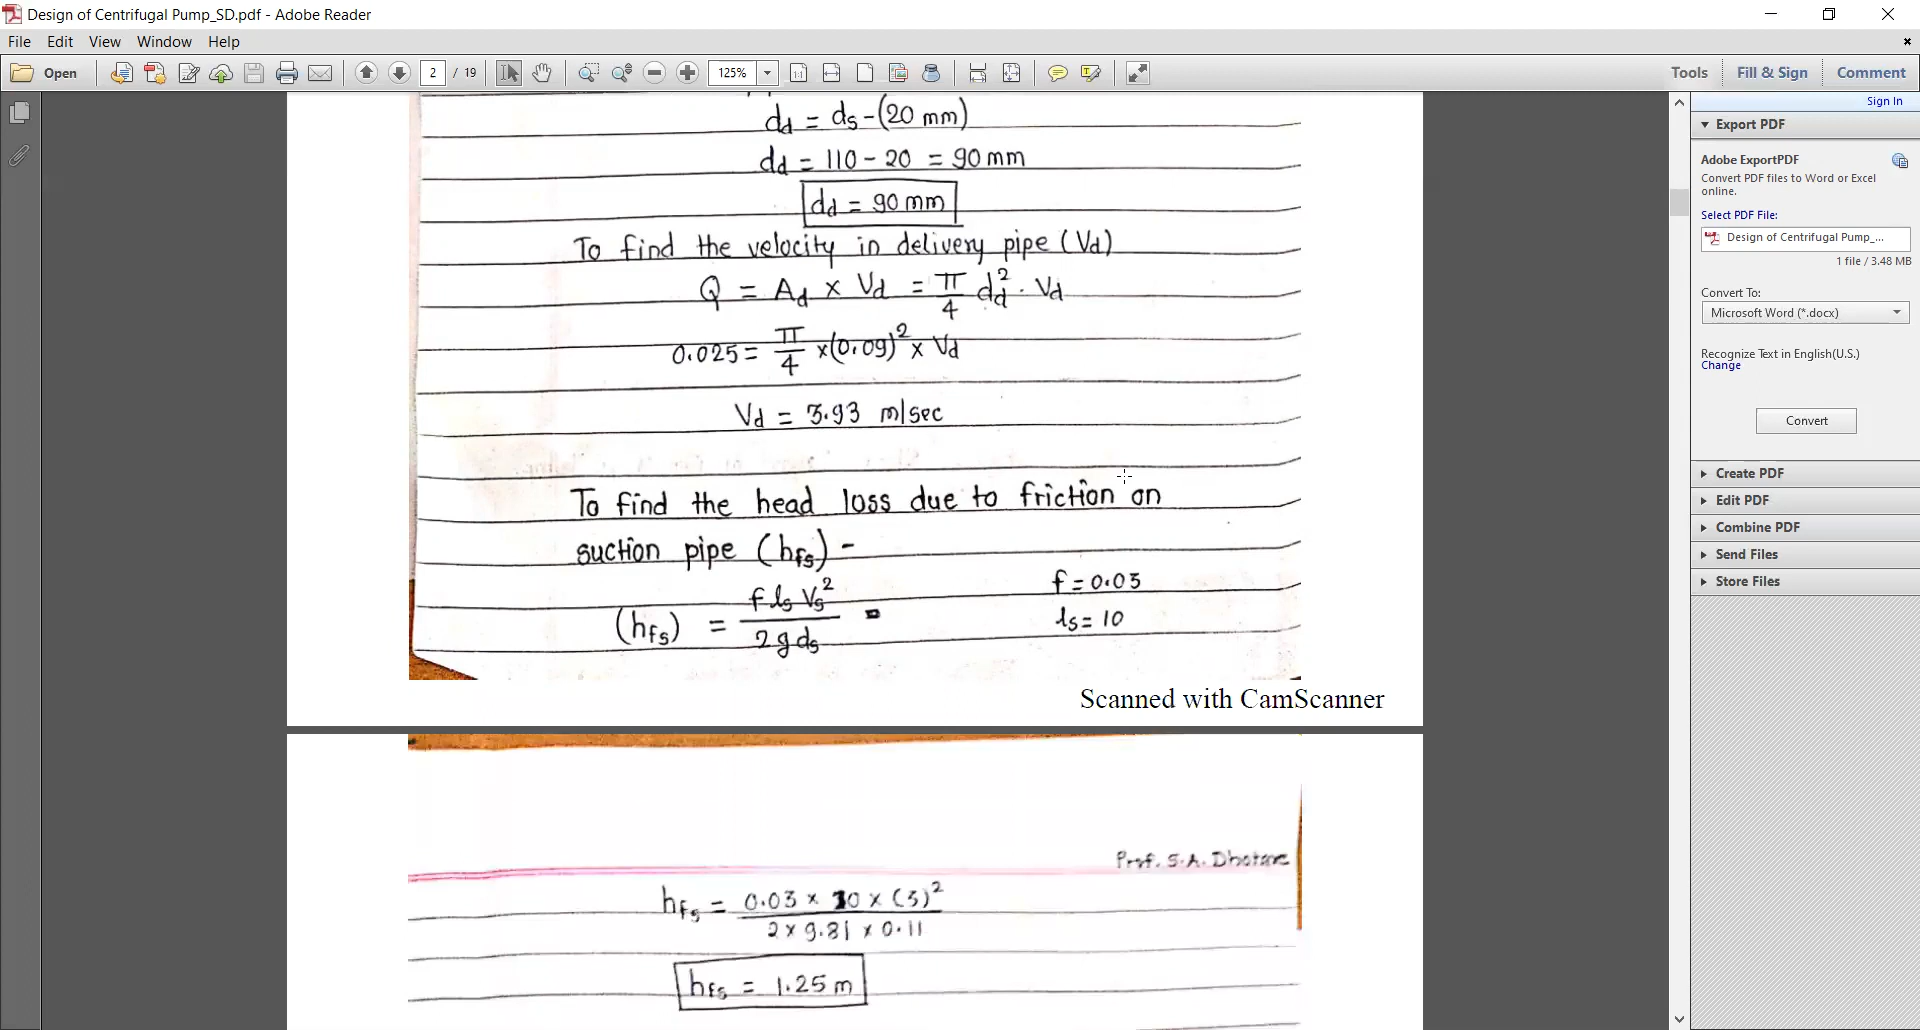 Design of Centrifugal Pump_SD.pdf - Adobe Reader
File Edit View Window Help
Open 2 / 19 125% Tools Fill & Sign Comment
Sign In
Export PDF
Adobe ExportPDF
Convert PDF files to Word or Excel
online.
Select PDF File:
Design of Centrifugal Pump_...
1 file / 3.48 MB
Convert To:
Microsoft Word (*.docx)
Recognize Text in English(U.S.)
Change
Convert
Create PDF
Edit PDF
Combine PDF
Send Files
Store Files
dd = ds - (20 mm)
dd = 110 - 20 = 90 mm
dd = 90 mm
To find the velocity in delivery pipe (Vd)
Q = Ad × Vd = π/4 dd² · Vd
0.025 = π/4 × (0.09)² × Vd
Vd = 3.93 m/sec
To find the head loss due to friction on
suction pipe (hfs) -
(hfs) = f ls Vs² / 2 g ds =
f = 0.03
ls = 10
Scanned with CamScanner
Prof. S.A. Dhotare
hfs = 0.03 × 10 × (3)² / 2 × 9.81 × 0.11
hfs = 1.25 m